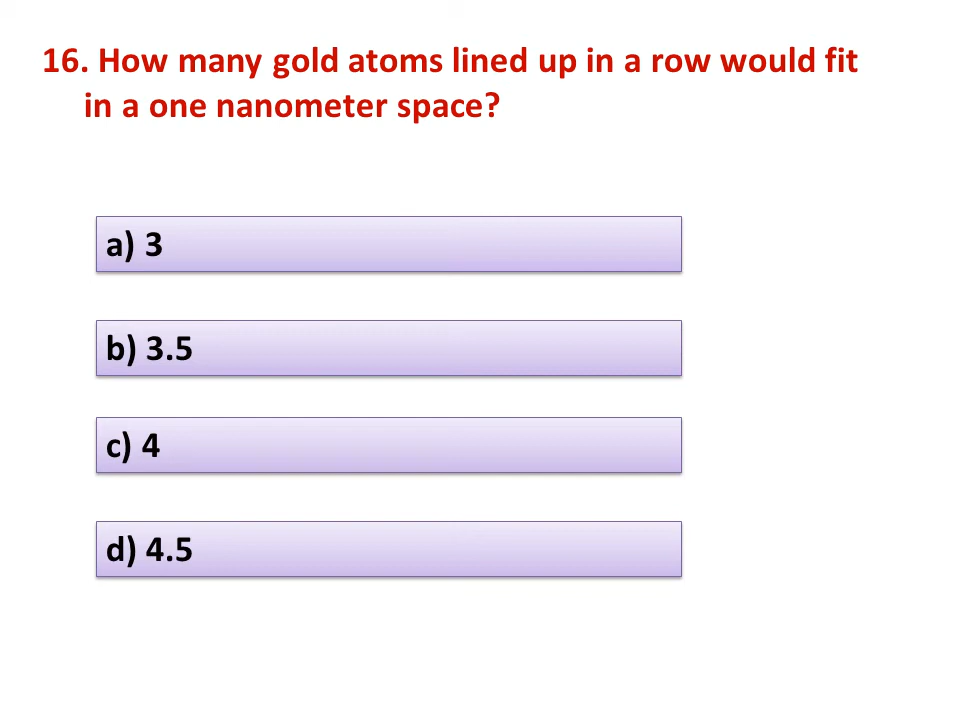 16. How many gold atoms lined up in a row would fit
in a one nanometer space?
a) 3
b) 3.5
c) 4
d) 4.5